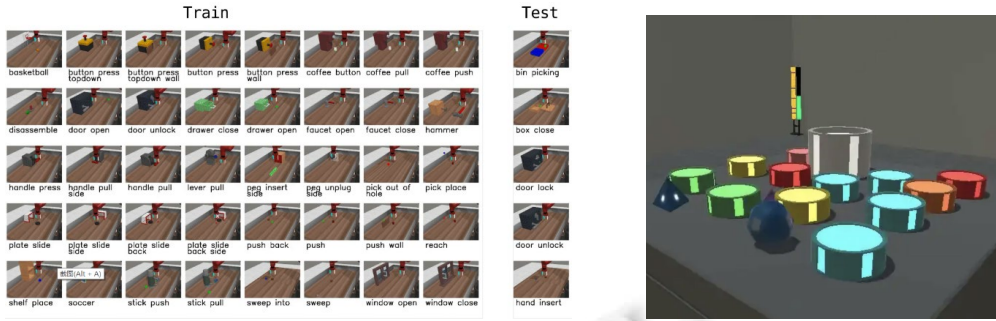 Train
Test
basketball
button press topdown
button press topdown wall
button press
button press wall
coffee button
coffee pull
coffee push
bin picking
disassemble
door open
door unlock
drawer close
drawer open
faucet open
faucet close
hammer
box close
handle press
handle pull side
handle pull
lever pull
peg insert side
peg unplug side
pick out of hole
pick place
door lock
plate slide
plate slide side
plate slide back
plate slide back side
push back
push
push wall
reach
door unlock
shelf place
截图(Alt + A)
soccer
stick push
stick pull
sweep into
sweep
window open
window close
hand insert